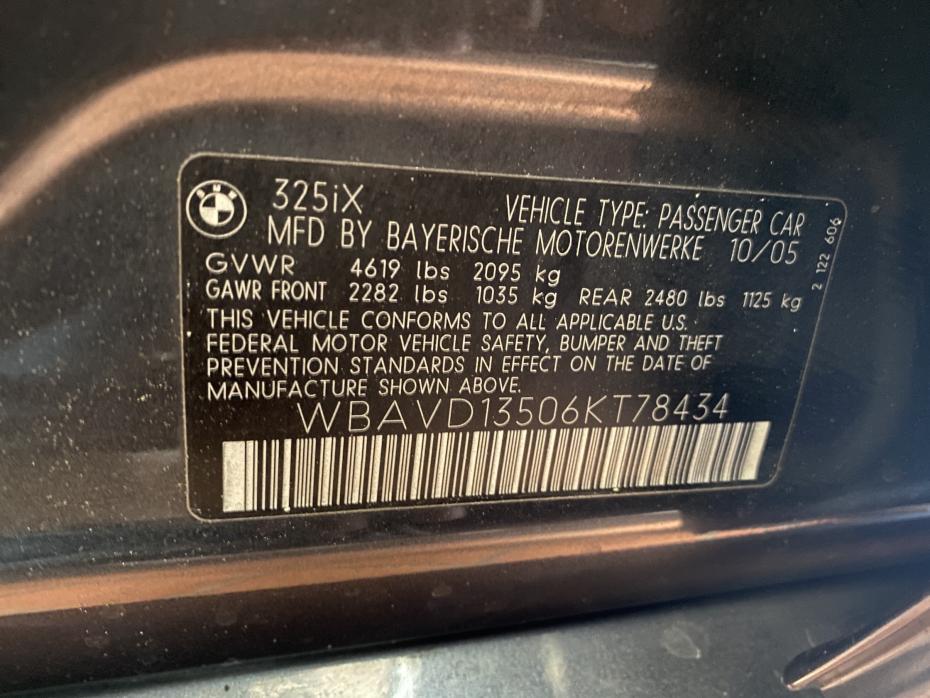 BMW
325iX
VEHICLE TYPE: PASSENGER CAR
MFD BY BAYERISCHE MOTORENWERKE 10/05
GVWR 4619 lbs 2095 kg
GAWR FRONT 2282 lbs 1035 kg REAR 2480 lbs 1125 kg
THIS VEHICLE CONFORMS TO ALL APPLICABLE U.S.
FEDERAL MOTOR VEHICLE SAFETY, BUMPER AND THEFT
PREVENTION STANDARDS IN EFFECT ON THE DATE OF
MANUFACTURE SHOWN ABOVE.
WBAVD13506KT78434
2 122 606